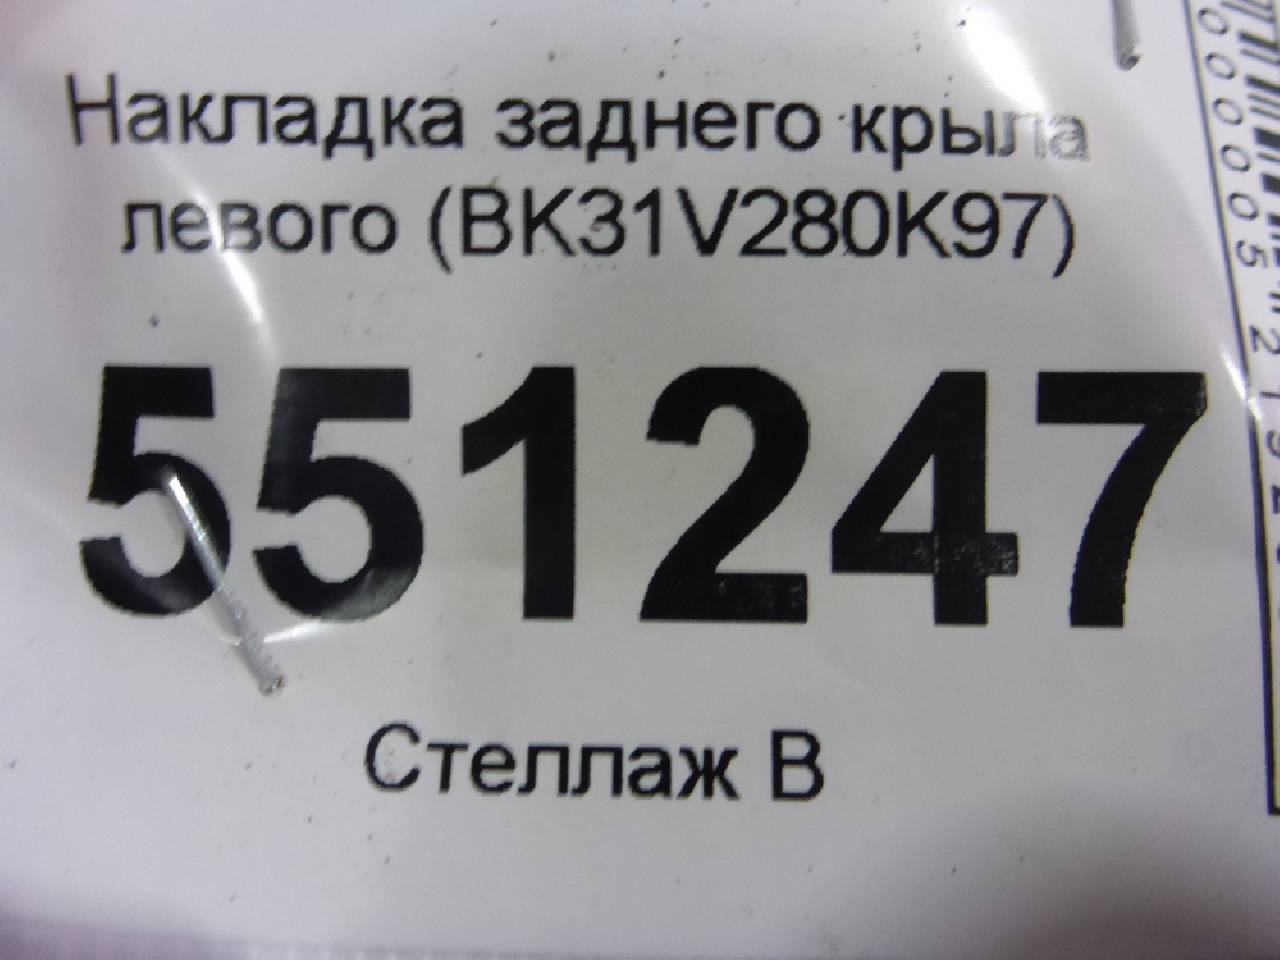 Накладка заднего крыла
левого (BK31V280K97)
551247
Стеллаж В